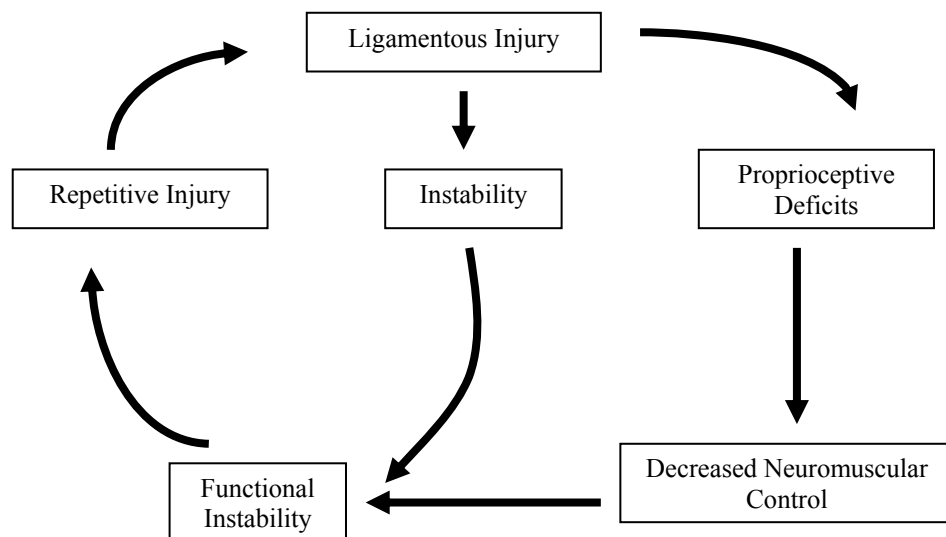 Ligamentous Injury
Repetitive Injury
Instability
Proprioceptive
Deficits
Functional
Instability
Decreased Neuromuscular
Control